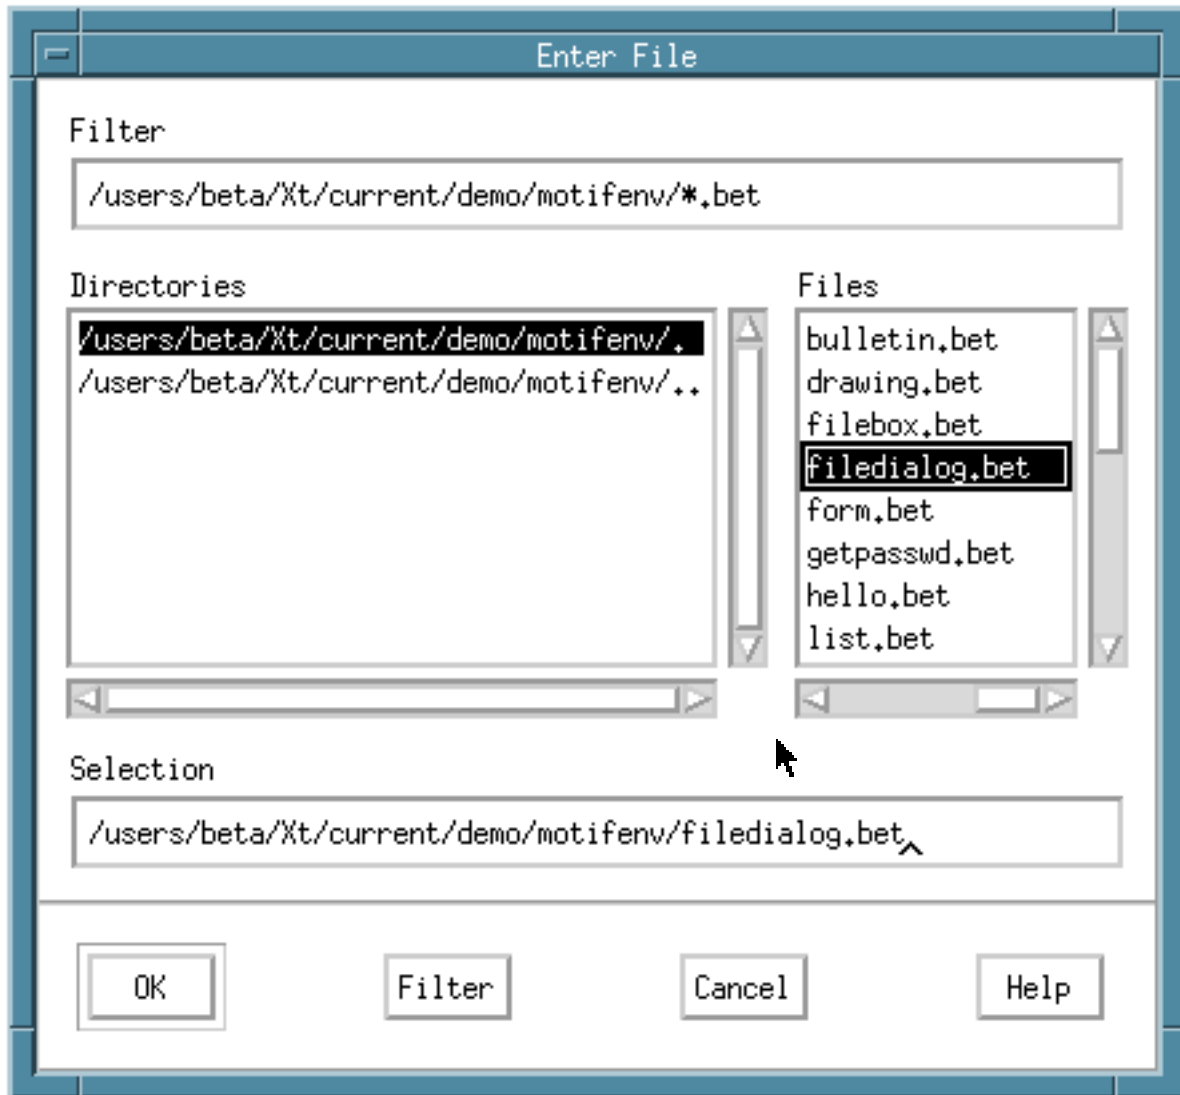 Enter File
Filter
/users/beta/Xt/current/demo/motifenv/*.bet
Directories
/users/beta/Xt/current/demo/motifenv/.
/users/beta/Xt/current/demo/motifenv/..
Files
bulletin.bet
drawing.bet
filebox.bet
filedialog.bet
form.bet
getpasswd.bet
hello.bet
list.bet
Selection
/users/beta/Xt/current/demo/motifenv/filedialog.bet
OK
Filter
Cancel
Help